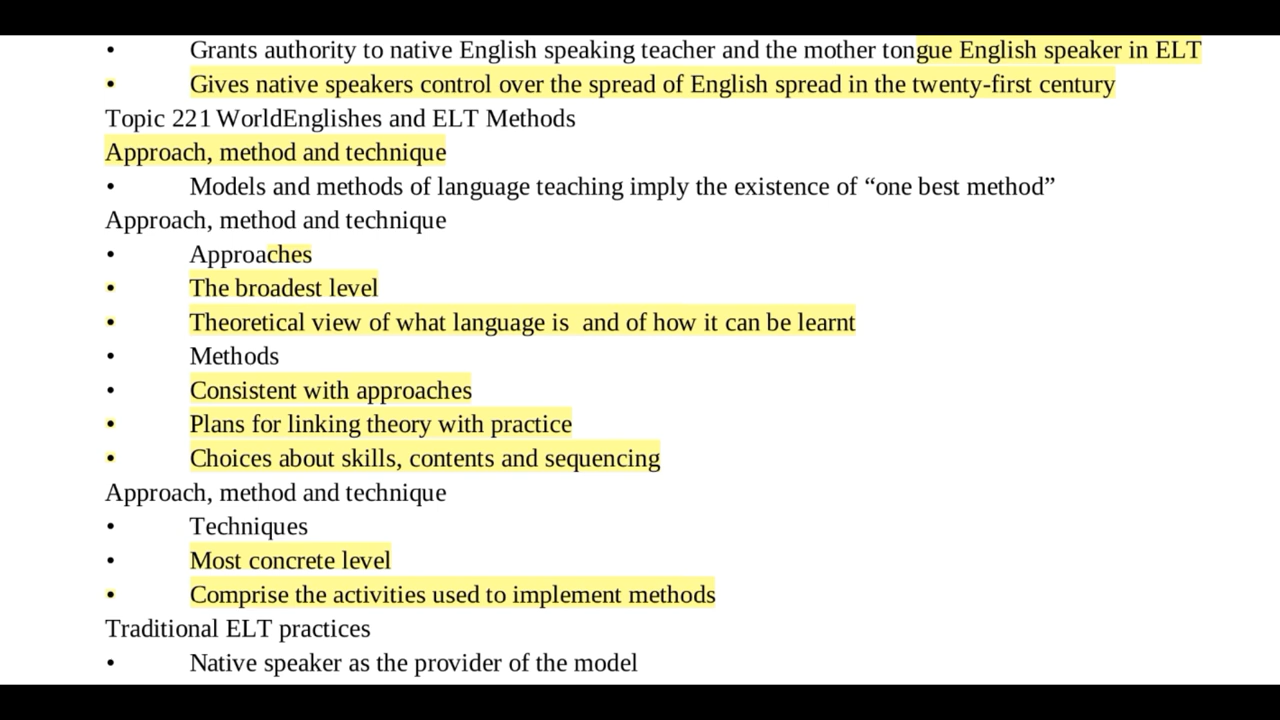 • Grants authority to native English speaking teacher and the mother tongue English speaker in ELT
• Gives native speakers control over the spread of English spread in the twenty-first century
Topic 221 WorldEnglishes and ELT Methods
Approach, method and technique
• Models and methods of language teaching imply the existence of “one best method”
Approach, method and technique
• Approaches
• The broadest level
• Theoretical view of what language is  and of how it can be learnt
• Methods
• Consistent with approaches
• Plans for linking theory with practice
• Choices about skills, contents and sequencing
Approach, method and technique
• Techniques
• Most concrete level
• Comprise the activities used to implement methods
Traditional ELT practices
• Native speaker as the provider of the model